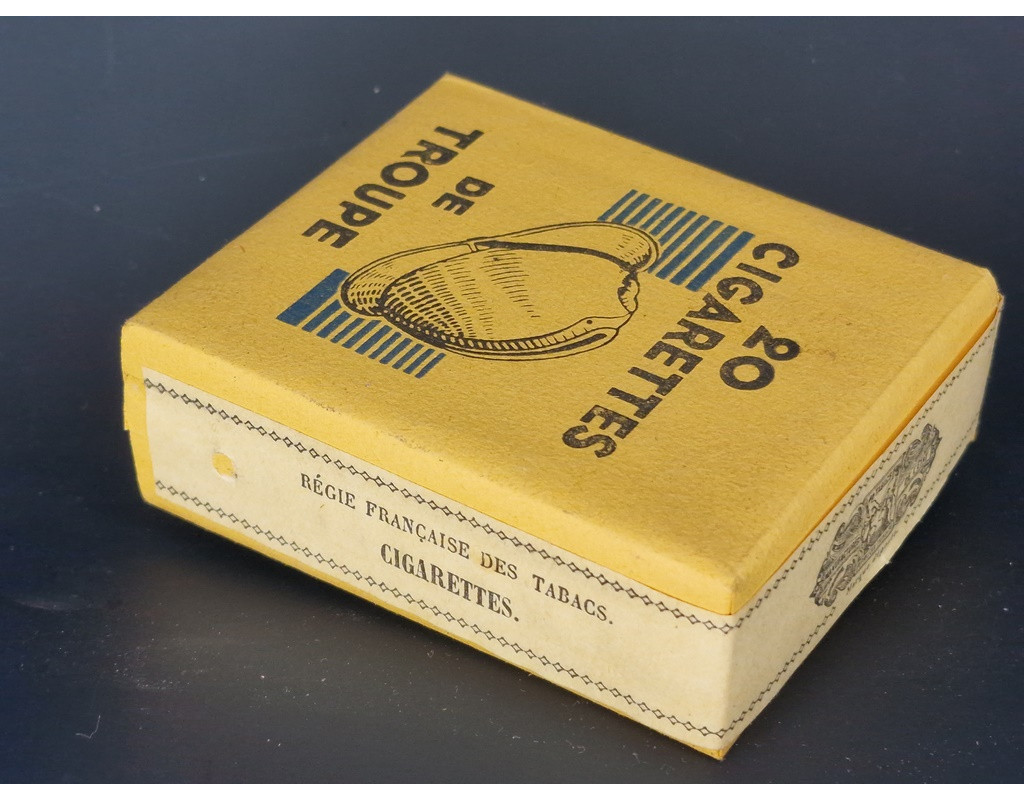 20
CIGARETTES
DE
TROUPE
RÉGIE FRANÇAISE DES TABACS.
CIGARETTES.